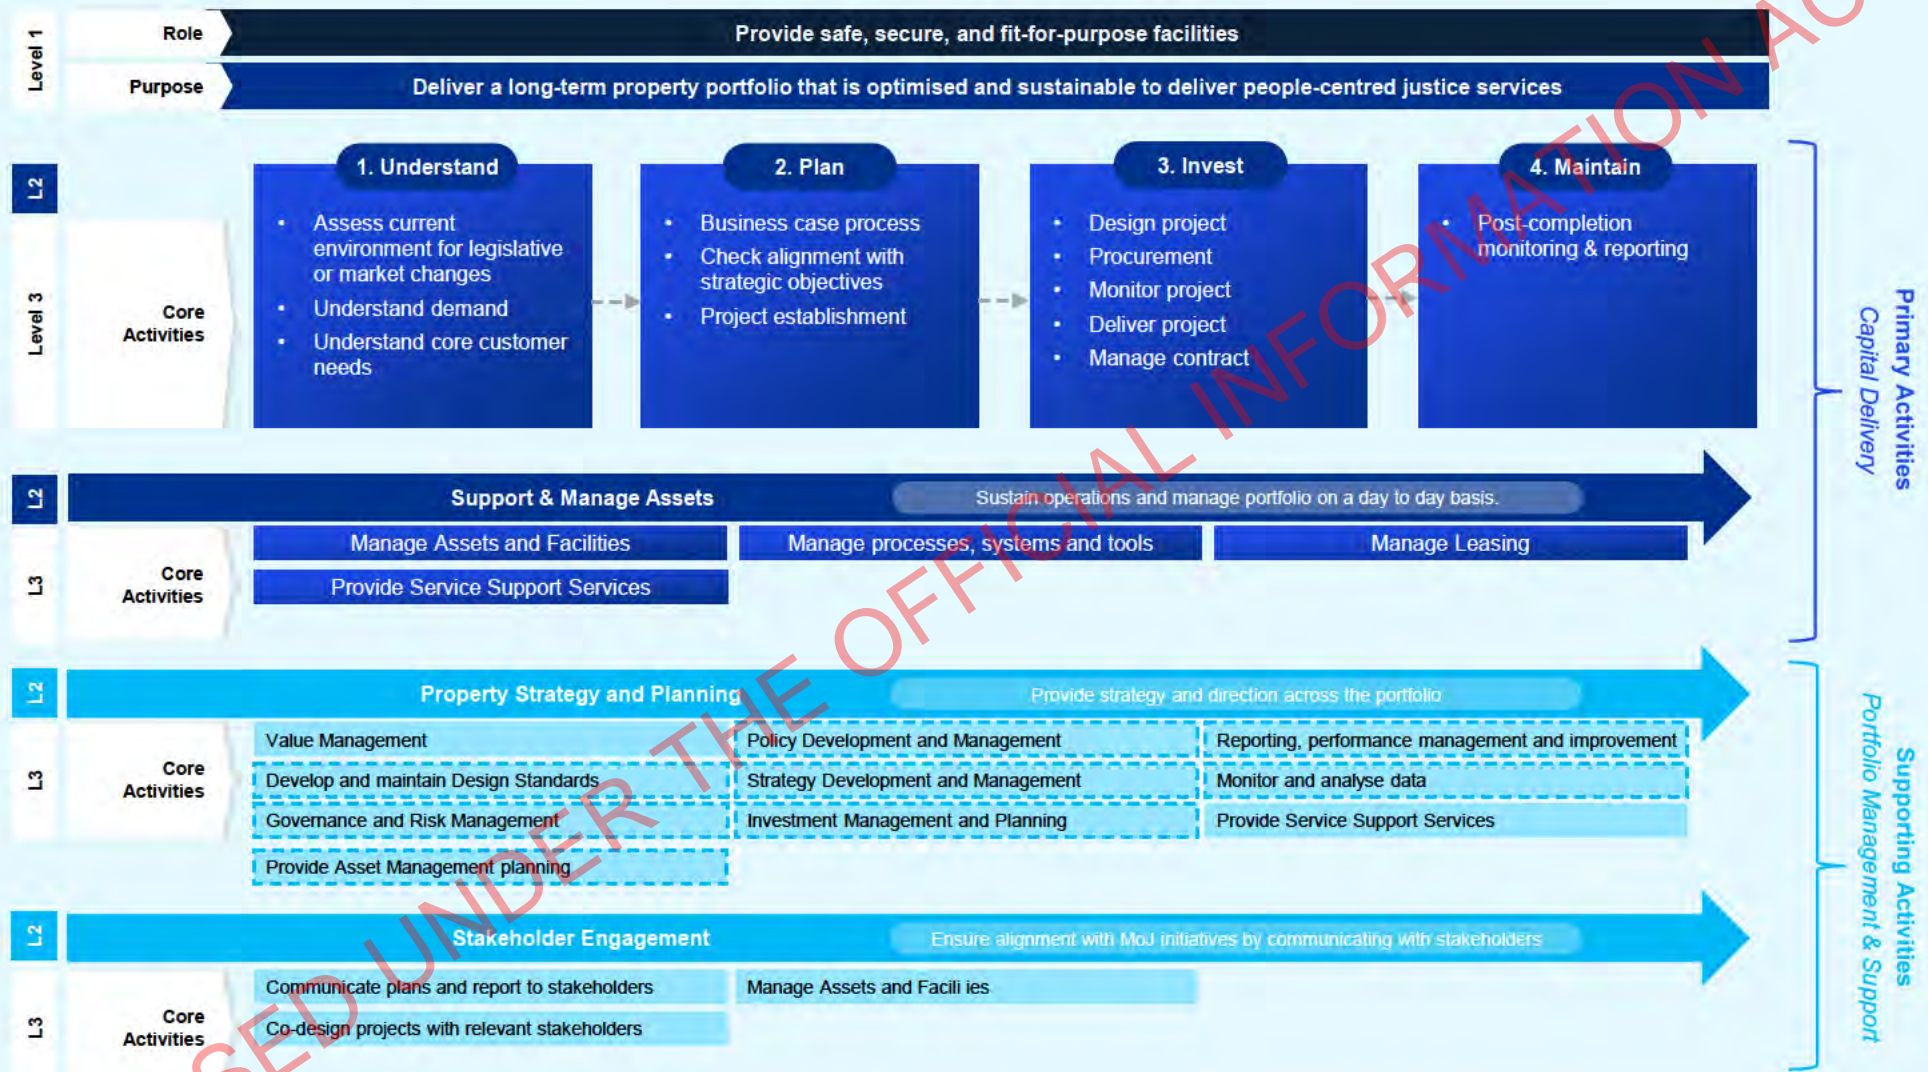 Level 1
Role
Provide safe, secure, and fit-for-purpose facilities
Purpose
Deliver a long-term property portfolio that is optimised and sustainable to deliver people-centred justice services
L2
1. Understand
2. Plan
3. Invest
4. Maintain
Level 3
Core
Activities
• Assess current
environment for legislative
or market changes
• Understand demand
• Understand core customer
needs
• Business case process
• Check alignment with
strategic objectives
• Project establishment
• Design project
• Procurement
• Monitor project
• Deliver project
• Manage contract
• Post-completion
monitoring & reporting
Primary Activities
Capital Delivery
L2
Support & Manage Assets
Sustain operations and manage portfolio on a day to day basis.
L3
Core
Activities
Manage Assets and Facilities
Manage processes, systems and tools
Manage Leasing
Provide Service Support Services
L2
Property Strategy and Planning
Provide strategy and direction across the portfolio
L3
Core
Activities
Value Management
Policy Development and Management
Reporting, performance management and improvement
Develop and maintain Design Standards
Strategy Development and Management
Monitor and analyse data
Governance and Risk Management
Investment Management and Planning
Provide Service Support Services
Provide Asset Management planning
Supporting Activities
Portfolio Management & Support
L2
Stakeholder Engagement
Ensure alignment with MoJ initiatives by communicating with stakeholders
L3
Core
Activities
Communicate plans and report to stakeholders
Manage Assets and Facili ies
Co-design projects with relevant stakeholders
SED UNDER THE OFFICIAL INFORMATION AC